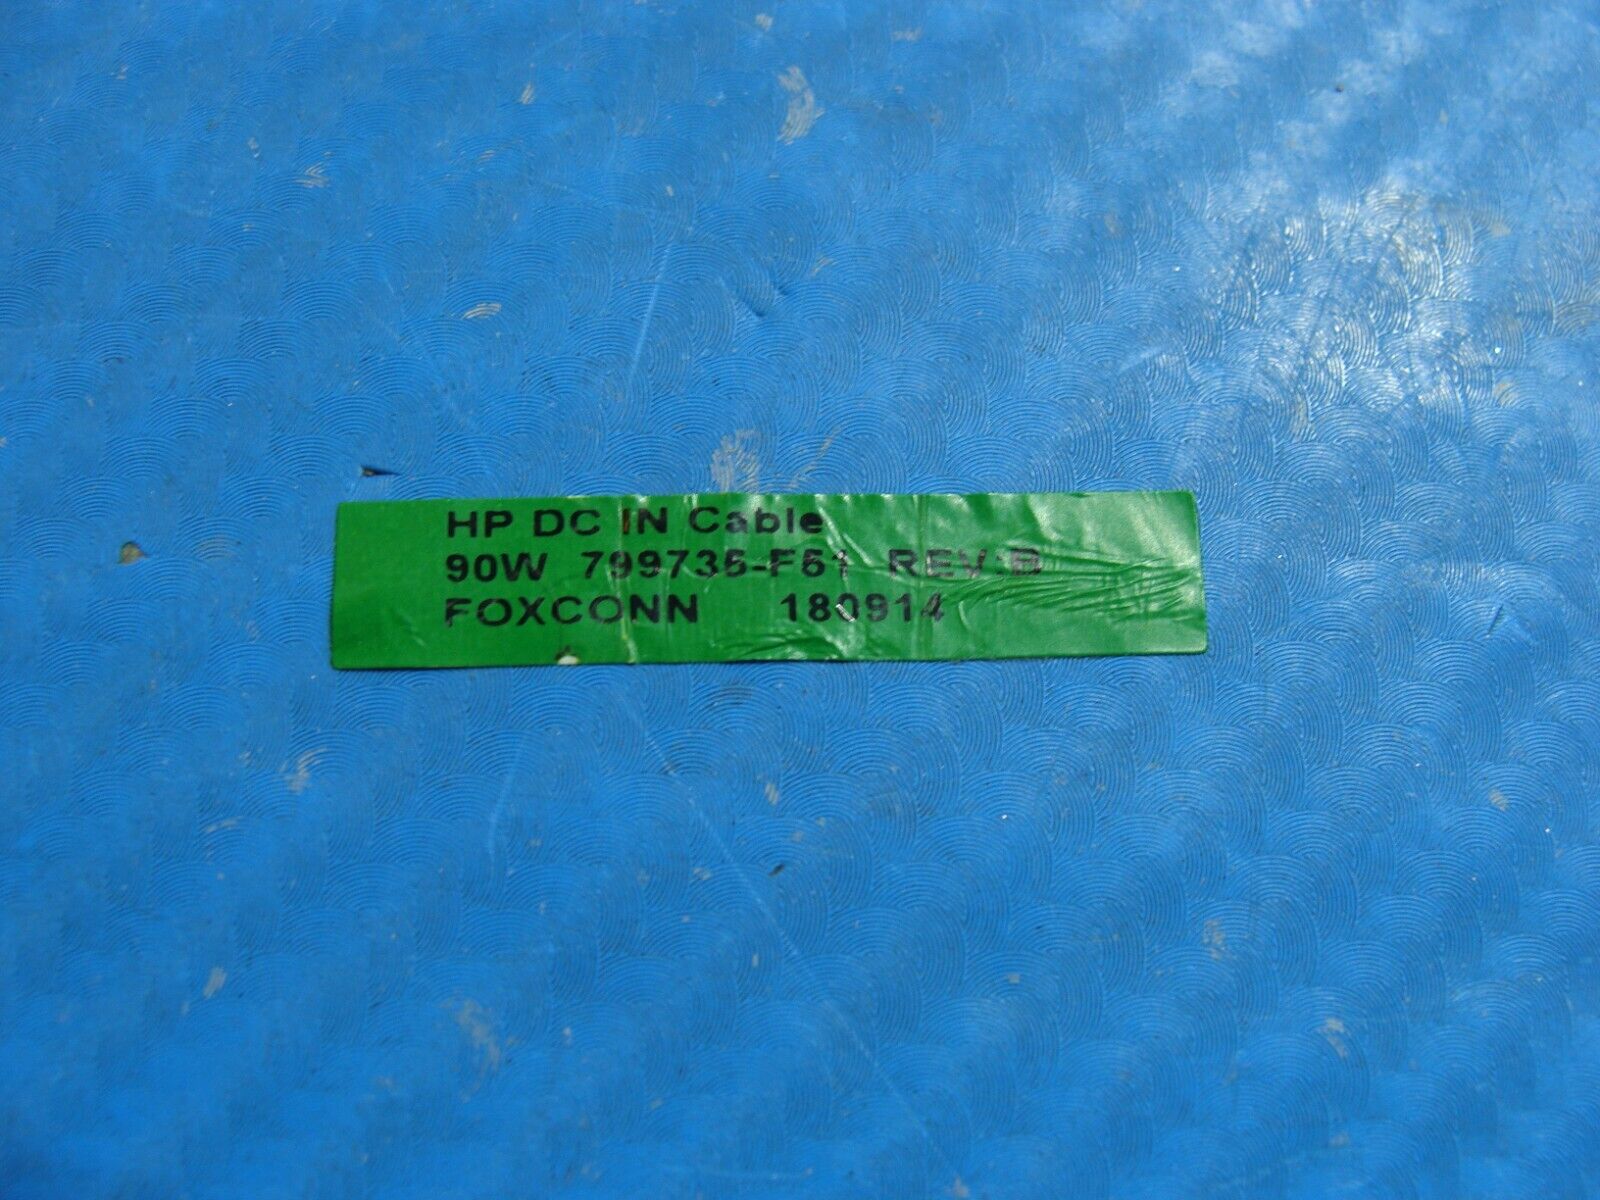 HP DC IN Cable
90W 799735-F51 REV:B
FOXCONN 180914